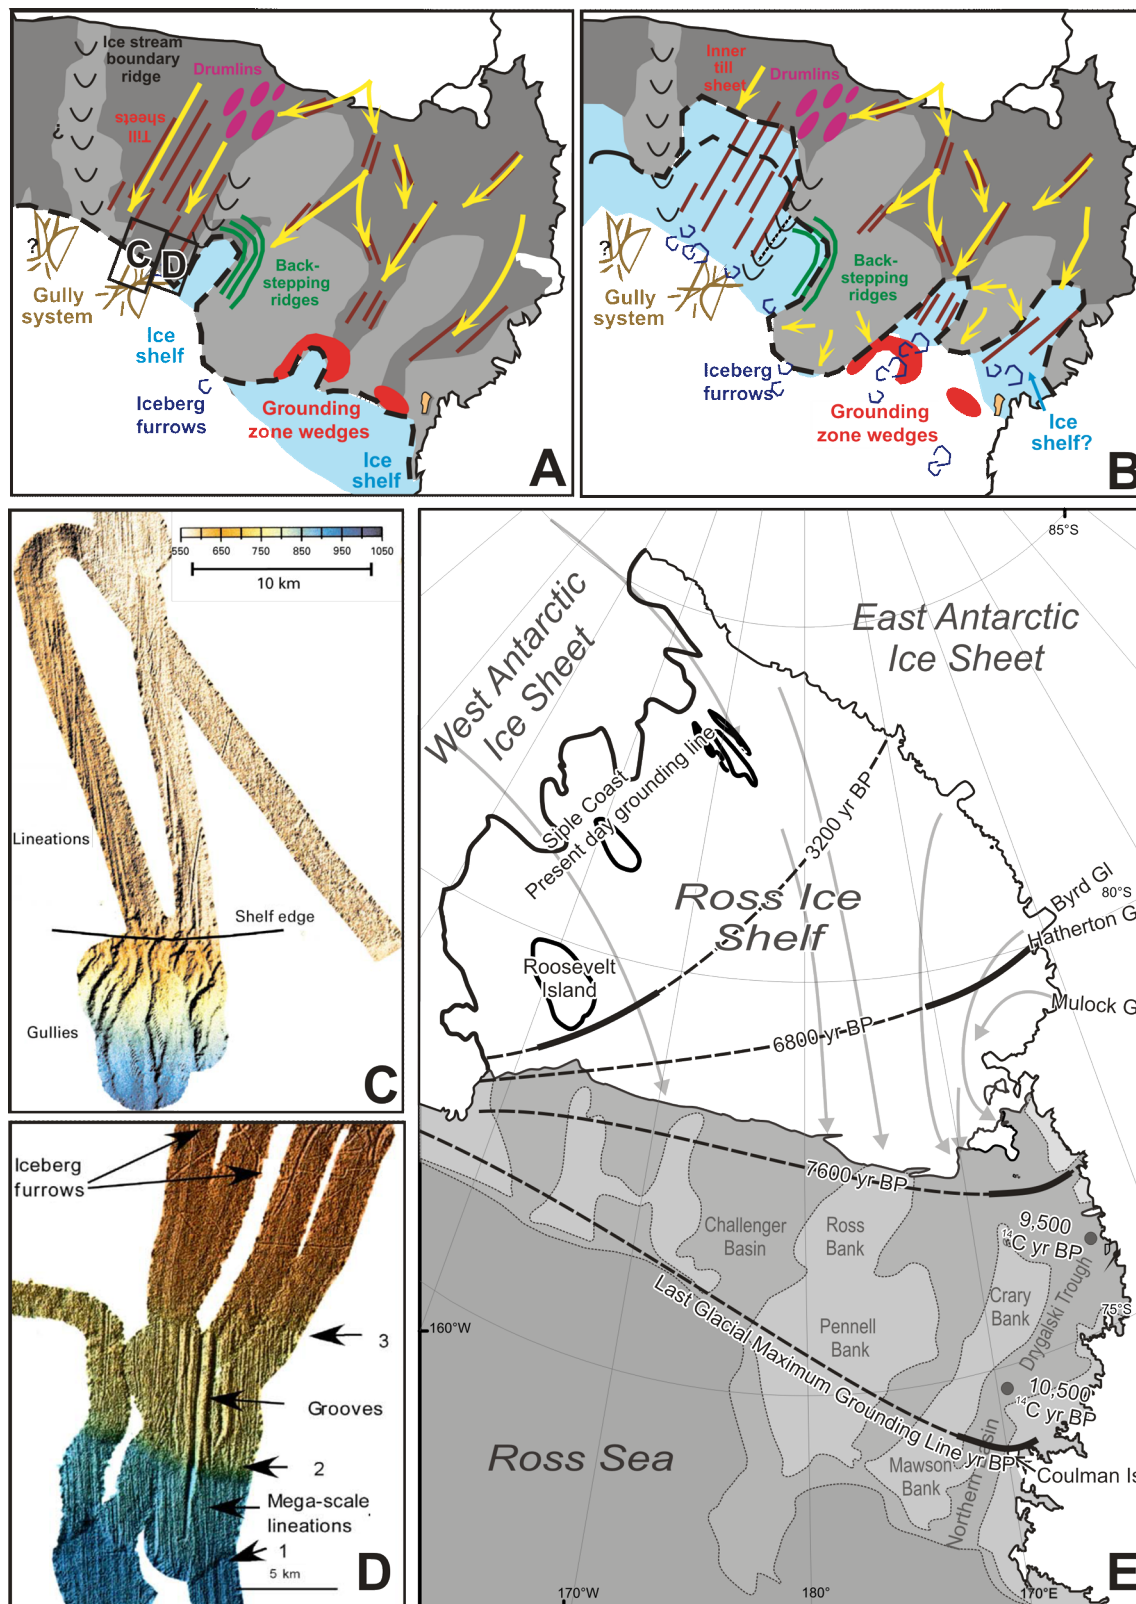 Ice stream
boundary
ridge
Drumlins
Till
sheets
?
C
D
?
Gully
system
Back-
stepping
ridges
Ice
shelf
Iceberg
furrows
Grounding
zone wedges
Ice
shelf
A
Inner
till
sheet
Drumlins
?
Gully
system
Back-
stepping
ridges
Iceberg
furrows
Grounding
zone wedges
Ice
shelf?
B
550 650 750 850 950 1050
10 km
Lineations
Shelf edge
Gullies
C
Iceberg
furrows
3
Grooves
2
Mega-scale
lineations
1
5 km
D
85°S
West Antarctic
Ice Sheet
East Antarctic
Ice Sheet
Siple Coast
Present day grounding line
3200 yr BP
Ross Ice
Shelf
Byrd Gl
80°S
Hatherton G
Roosevelt
Island
Mulock G
6800 yr BP
7600 yr BP
Challenger
Basin
Ross
Bank
9,500
14C yr BP
Crary
Bank
Drygalski Trough
75°S
160°W
Last Glacial Maximum Grounding Line yr BP
Pennell
Bank
10,500
14C yr BP
Ross Sea
Mawson
Bank
Northern Basin
Coulman Is
170°W
180°
170°E
E